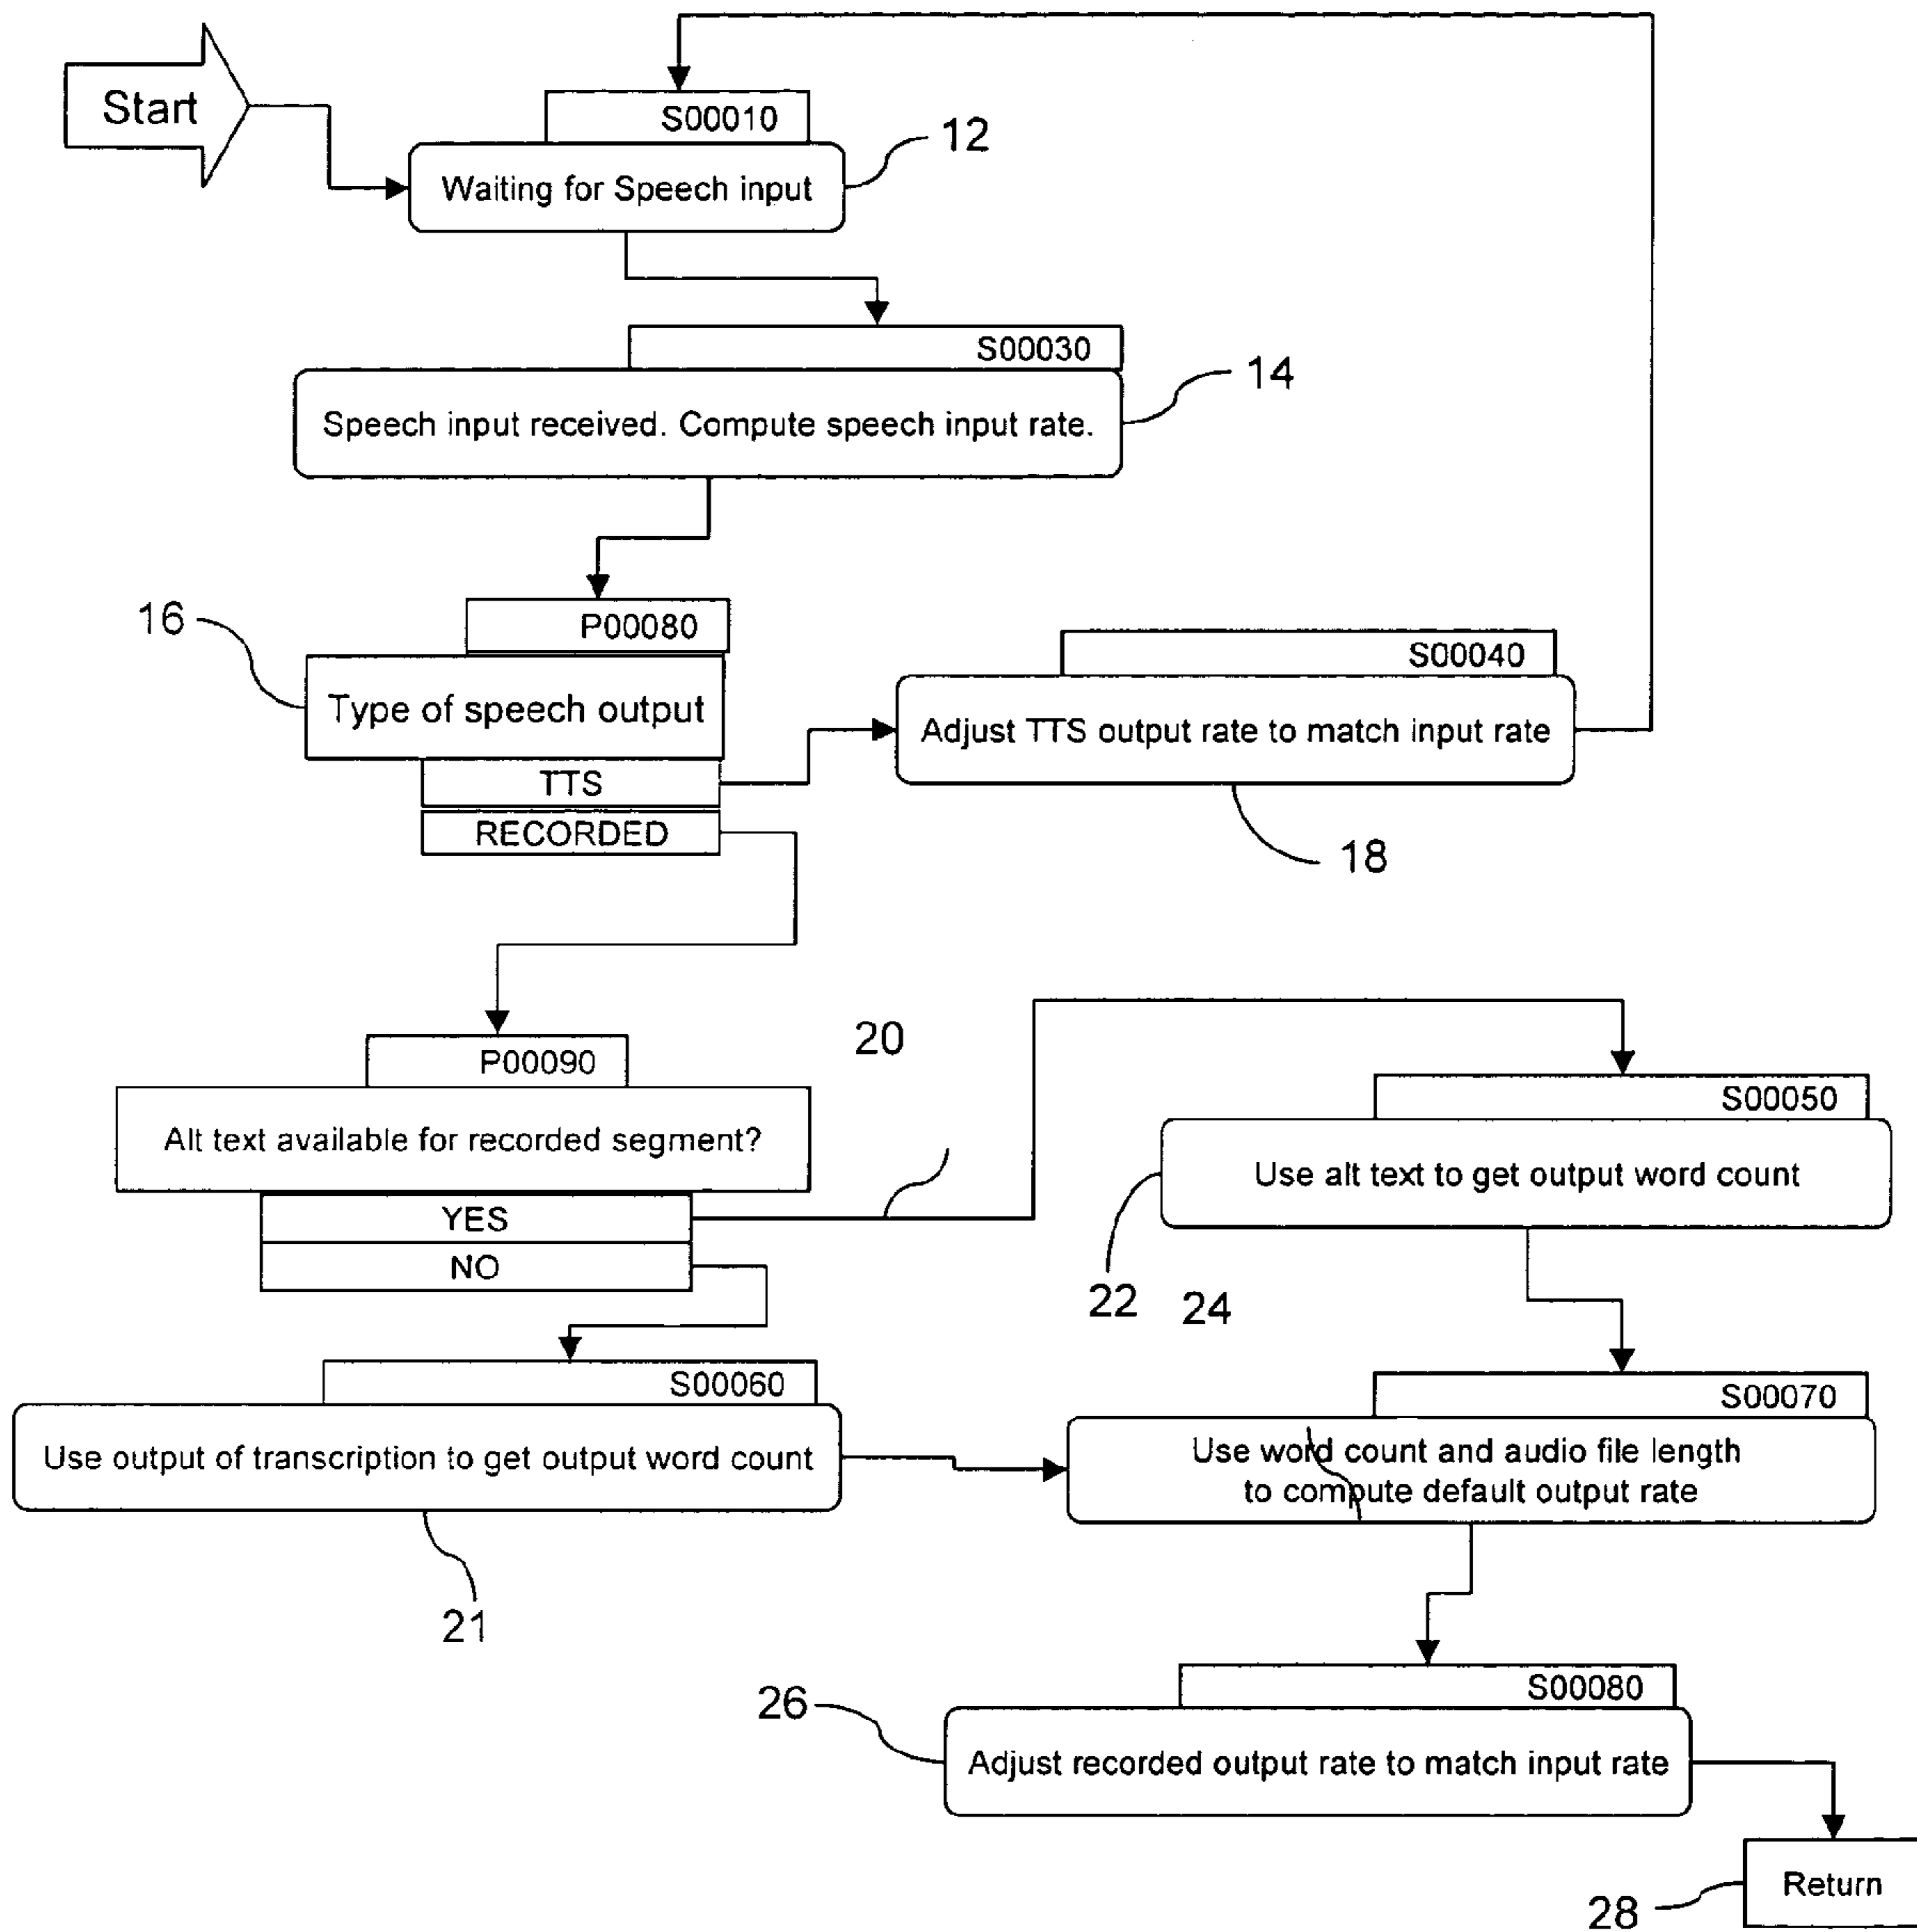 Start
S00010
12
Waiting for Speech input
S00030
14
Speech input received. Compute speech input rate.
16
P00080
Type of speech output
TTS
RECORDED
S00040
Adjust TTS output rate to match input rate
18
20
P00090
Alt text available for recorded segment?
YES
NO
S00050
Use alt text to get output word count
22
24
S00060
Use output of transcription to get output word count
21
S00070
Use word count and audio file length
to compute default output rate
26
S00080
Adjust recorded output rate to match input rate
Return
28